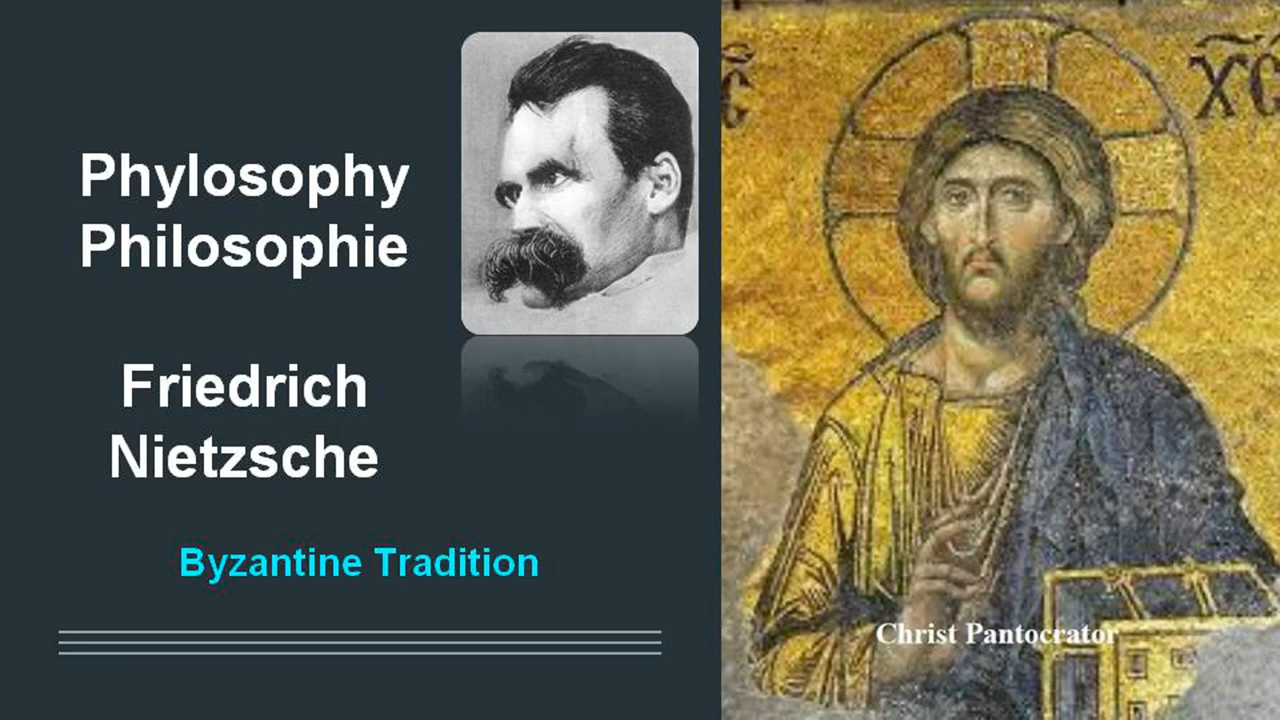 Phylosophy
Philosophie
Friedrich
Nietzsche
Byzantine Tradition
Χ͠C
Christ Pantocrator